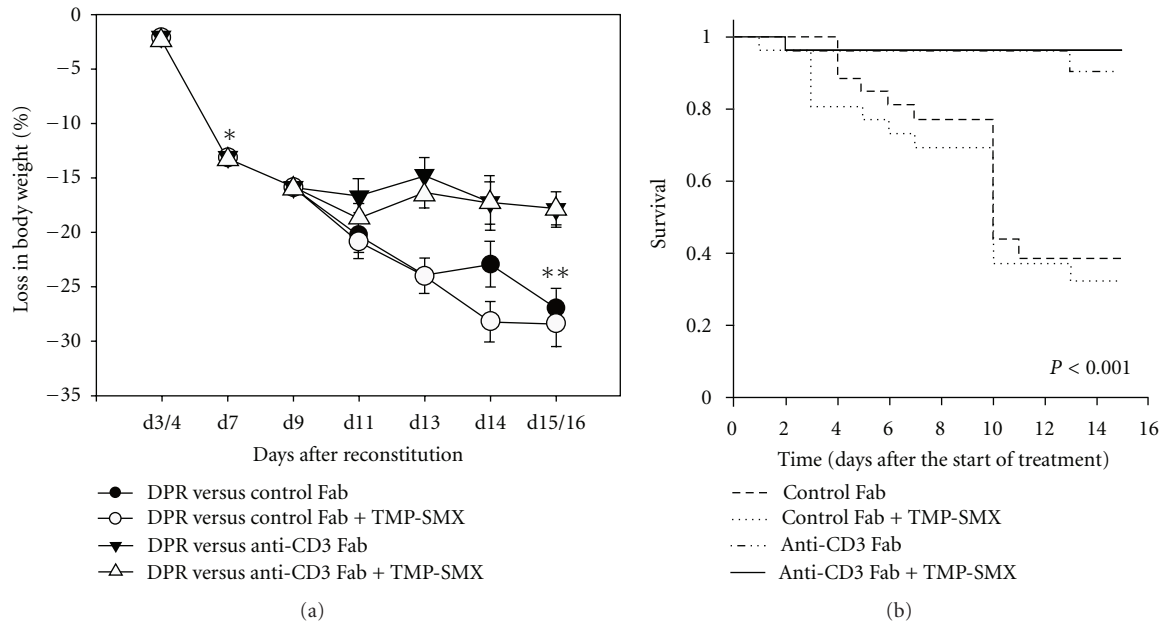 0
−5
−10
−15
−20
−25
−30
−35
Loss in body weight (%)
*
**
d3/4 d7 d9 d11 d13 d14 d15/16
Days after reconstitution
DPR versus control Fab
DPR versus control Fab + TMP-SMX
DPR versus anti-CD3 Fab
DPR versus anti-CD3 Fab + TMP-SMX
(a)
1
0.8
0.6
0.4
0.2
0
Survival
P < 0.001
0 2 4 6 8 10 12 14 16
Time (days after the start of treatment)
Control Fab
Control Fab + TMP-SMX
Anti-CD3 Fab
Anti-CD3 Fab + TMP-SMX
(b)